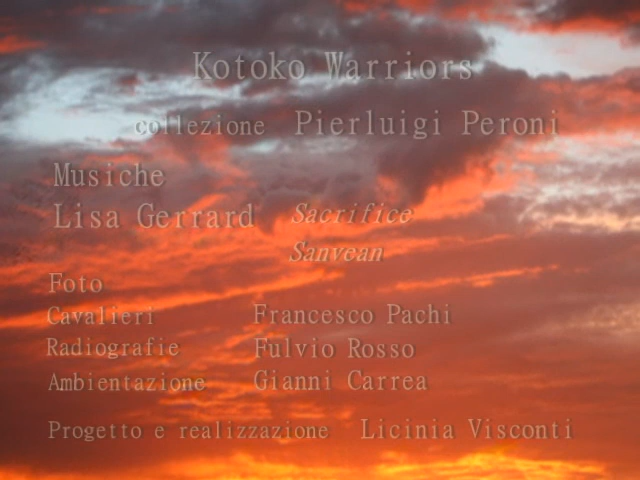 Kotoko Warriors
collezione Pierluigi Peroni
Musiche
Lisa Gerrard Sacrifice
Sanvean
Foto
Cavalieri Francesco Pachi
Radiografie Fulvio Rosso
Ambientazione Gianni Carrea
Progetto e realizzazione Licinia Visconti